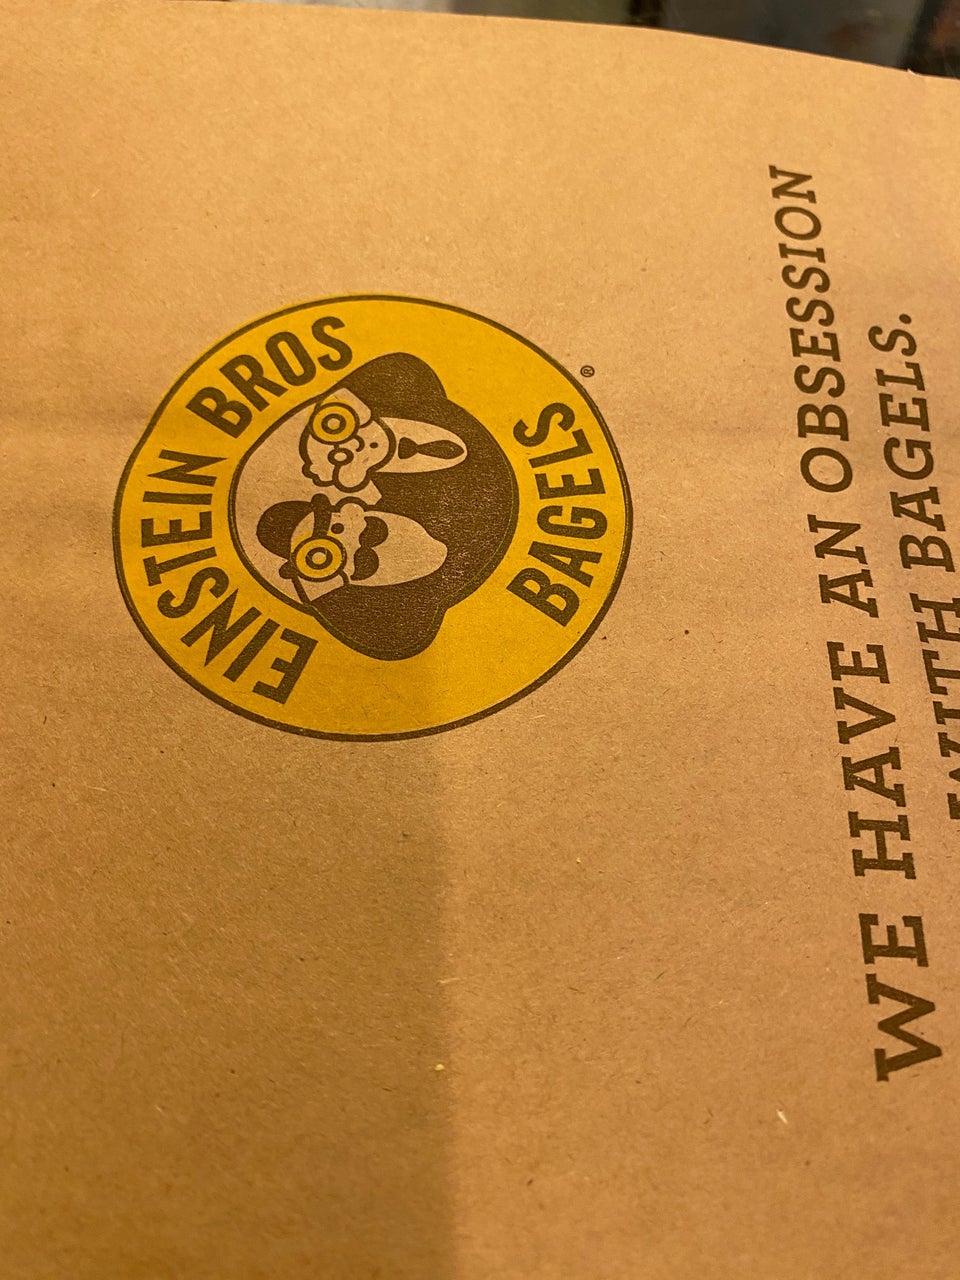 EINSTEIN BROS
BAGELS
®
WE HAVE AN OBSESSION
WITH BAGELS.